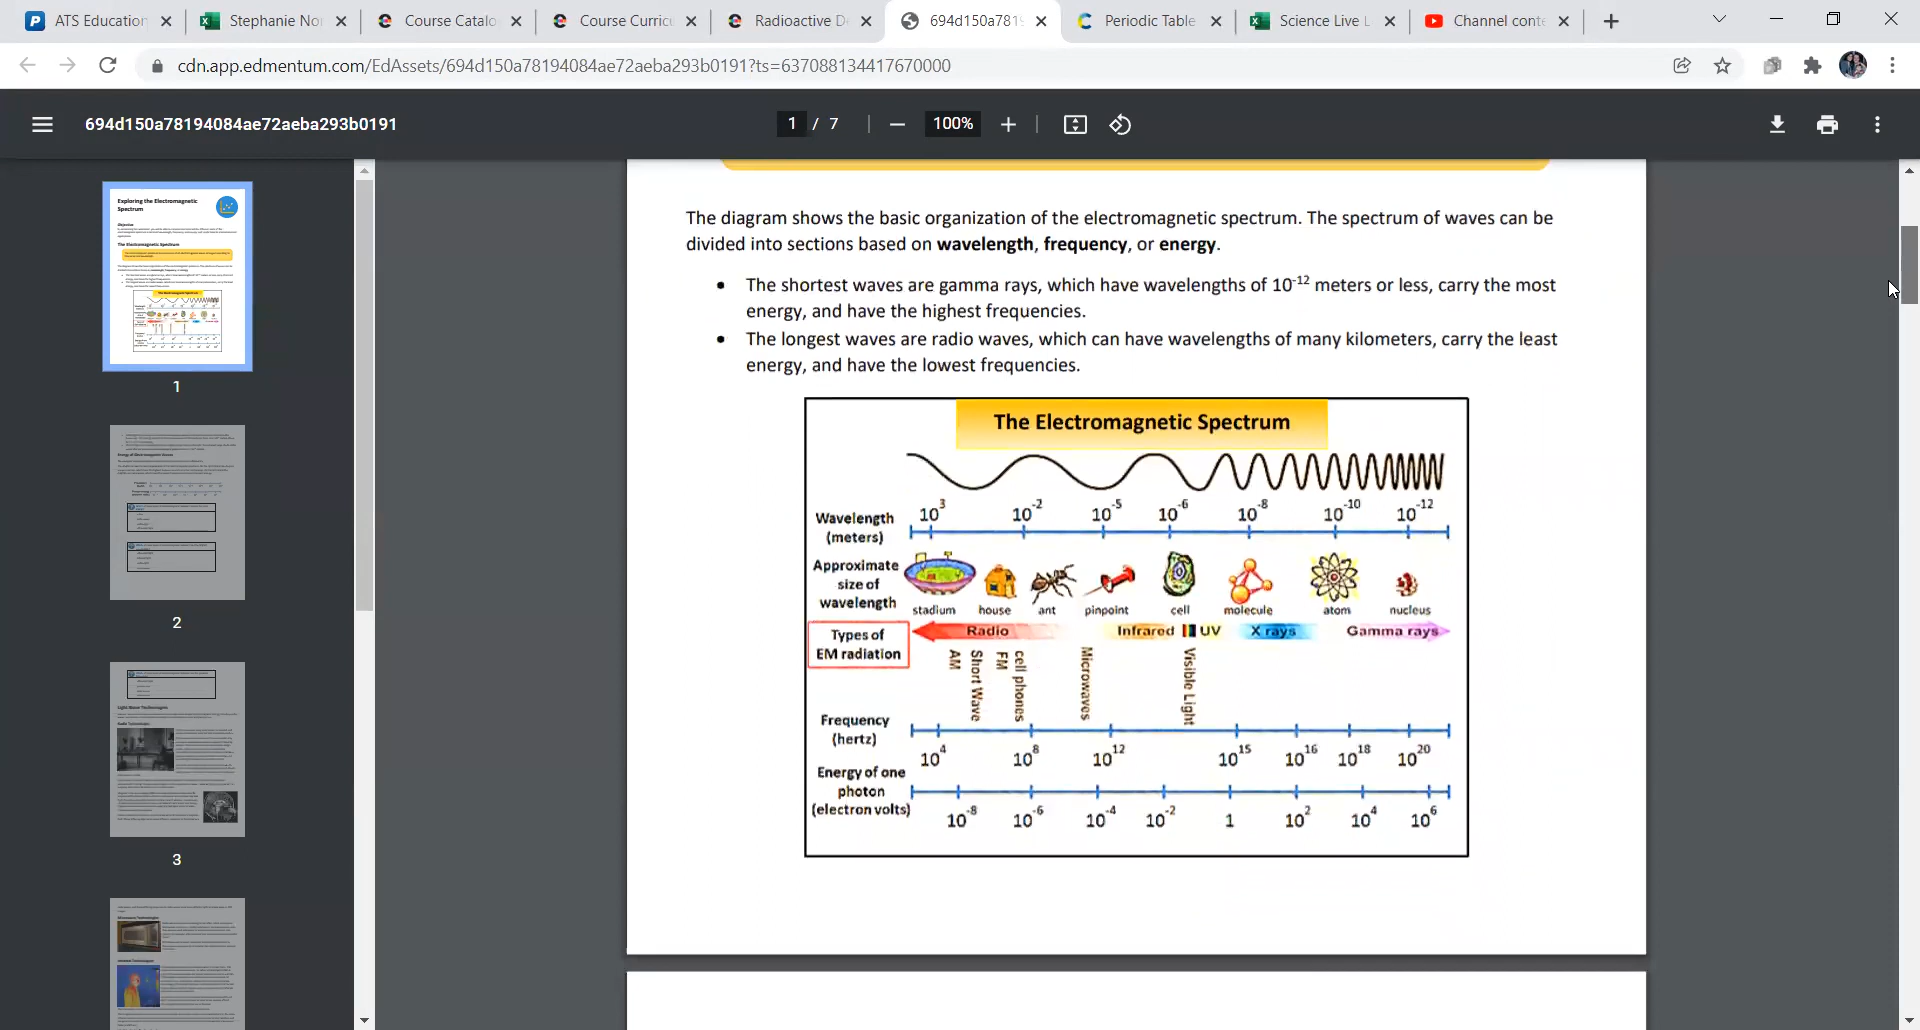 ATS Education
Stephanie No
Course Catalo
Course Curric
Radioactive D
694d150a7819
Periodic Table
Science Live L
Channel conte
cdn.app.edmentum.com/EdAssets/694d150a78194084ae72aeba293b0191?ts=637088134417670000
694d150a78194084ae72aeba293b0191
1 / 7
100%
Exploring the Electromagnetic
Spectrum
Objective
The Electromagnetic Spectrum
1
2
3
The diagram shows the basic organization of the electromagnetic spectrum. The spectrum of waves can be
divided into sections based on wavelength, frequency, or energy.
• The shortest waves are gamma rays, which have wavelengths of 10⁻¹² meters or less, carry the most
energy, and have the highest frequencies.
• The longest waves are radio waves, which can have wavelengths of many kilometers, carry the least
energy, and have the lowest frequencies.
The Electromagnetic Spectrum
Wavelength
(meters)
10³ 10⁻² 10⁻⁵ 10⁻⁶ 10⁻⁸ 10⁻¹⁰ 10⁻¹²
Approximate
size of
wavelength
stadium house ant pinpoint cell molecule atom nucleus
Types of
EM radiation
Radio Infrared UV X rays Gamma rays
AM
Short Wave
FM
cell phones
Microwaves
Visible Light
Frequency
(hertz)
10⁴ 10⁸ 10¹² 10¹⁵ 10¹⁶ 10¹⁸ 10²⁰
Energy of one
photon
(electron volts)
10⁻⁸ 10⁻⁶ 10⁻⁴ 10⁻² 1 10² 10⁴ 10⁶